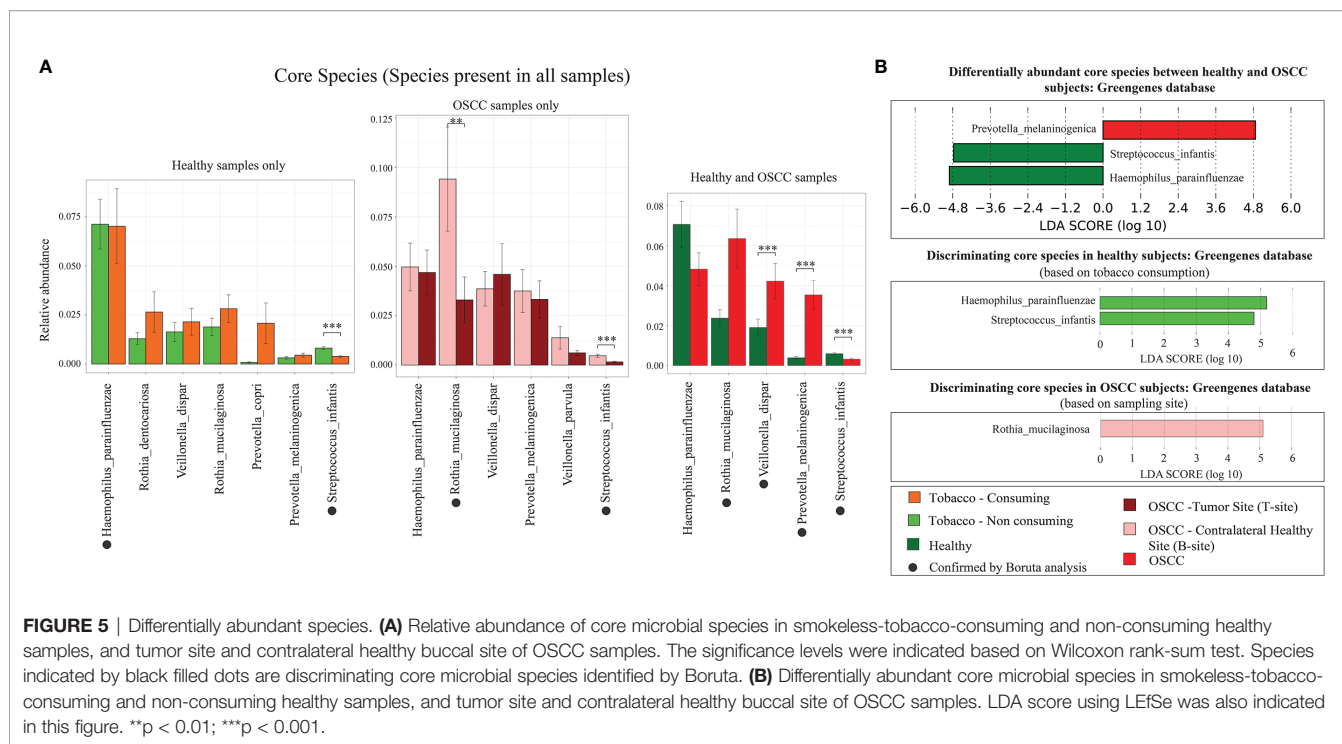 A
Core Species (Species present in all samples)
Healthy samples only
Relative abundance
0.075
0.050
0.025
0.000
***
Haemophilus_parainfluenzae
Rothia_dentocariosa
Veillonella_dispar
Rothia_mucilaginosa
Prevotella_copri
Prevotella_melaninogenica
Streptococcus_infantis
OSCC samples only
0.125
0.100
0.075
0.050
0.025
0.000
**
***
Haemophilus_parainfluenzae
Rothia_mucilaginosa
Veillonella_dispar
Prevotella_melaninogenica
Veillonella_parvula
Streptococcus_infantis
Healthy and OSCC samples
0.08
0.06
0.04
0.02
0.00
***
***
***
Haemophilus_parainfluenzae
Rothia_mucilaginosa
Veillonella_dispar
Prevotella_melaninogenica
Streptococcus_infantis
B
Differentially abundant core species between healthy and OSCC
subjects: Greengenes database
Prevotella_melaninogenica
Streptococcus_infantis
Haemophilus_parainfluenzae
−6.0 −4.8 −3.6 −2.4 −1.2 0.0 1.2 2.4 3.6 4.8 6.0
LDA SCORE (log 10)
Discriminating core species in healthy subjects: Greengenes database
(based on tobacco consumption)
Haemophilus_parainfluenzae
Streptococcus_infantis
0 1 2 3 4 5 6
LDA SCORE (log 10)
Discriminating core species in OSCC subjects: Greengenes database
(based on sampling site)
Rothia_mucilaginosa
0 1 2 3 4 5 6
LDA SCORE (log 10)
Tobacco - Consuming
Tobacco - Non consuming
Healthy
Confirmed by Boruta analysis
OSCC -Tumor Site (T-site)
OSCC - Contralateral Healthy
Site (B-site)
OSCC
FIGURE 5 | Differentially abundant species. (A) Relative abundance of core microbial species in smokeless-tobacco-consuming and non-consuming healthy
samples, and tumor site and contralateral healthy buccal site of OSCC samples. The significance levels were indicated based on Wilcoxon rank-sum test. Species
indicated by black filled dots are discriminating core microbial species identified by Boruta. (B) Differentially abundant core microbial species in smokeless-tobacco-
consuming and non-consuming healthy samples, and tumor site and contralateral healthy buccal site of OSCC samples. LDA score using LEfSe was also indicated
in this figure. **p < 0.01; ***p < 0.001.